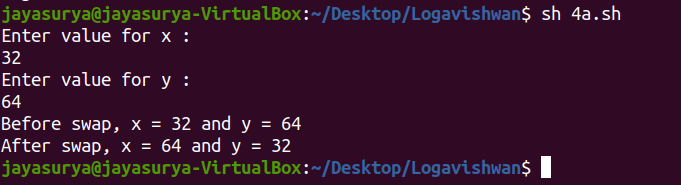 jayasurya@jayasurya-VirtualBox:~/Desktop/Logavishwan$ sh 4a.sh
Enter value for x :
32
Enter value for y :
64
Before swap, x = 32 and y = 64
After swap, x = 64 and y = 32
jayasurya@jayasurya-VirtualBox:~/Desktop/Logavishwan$